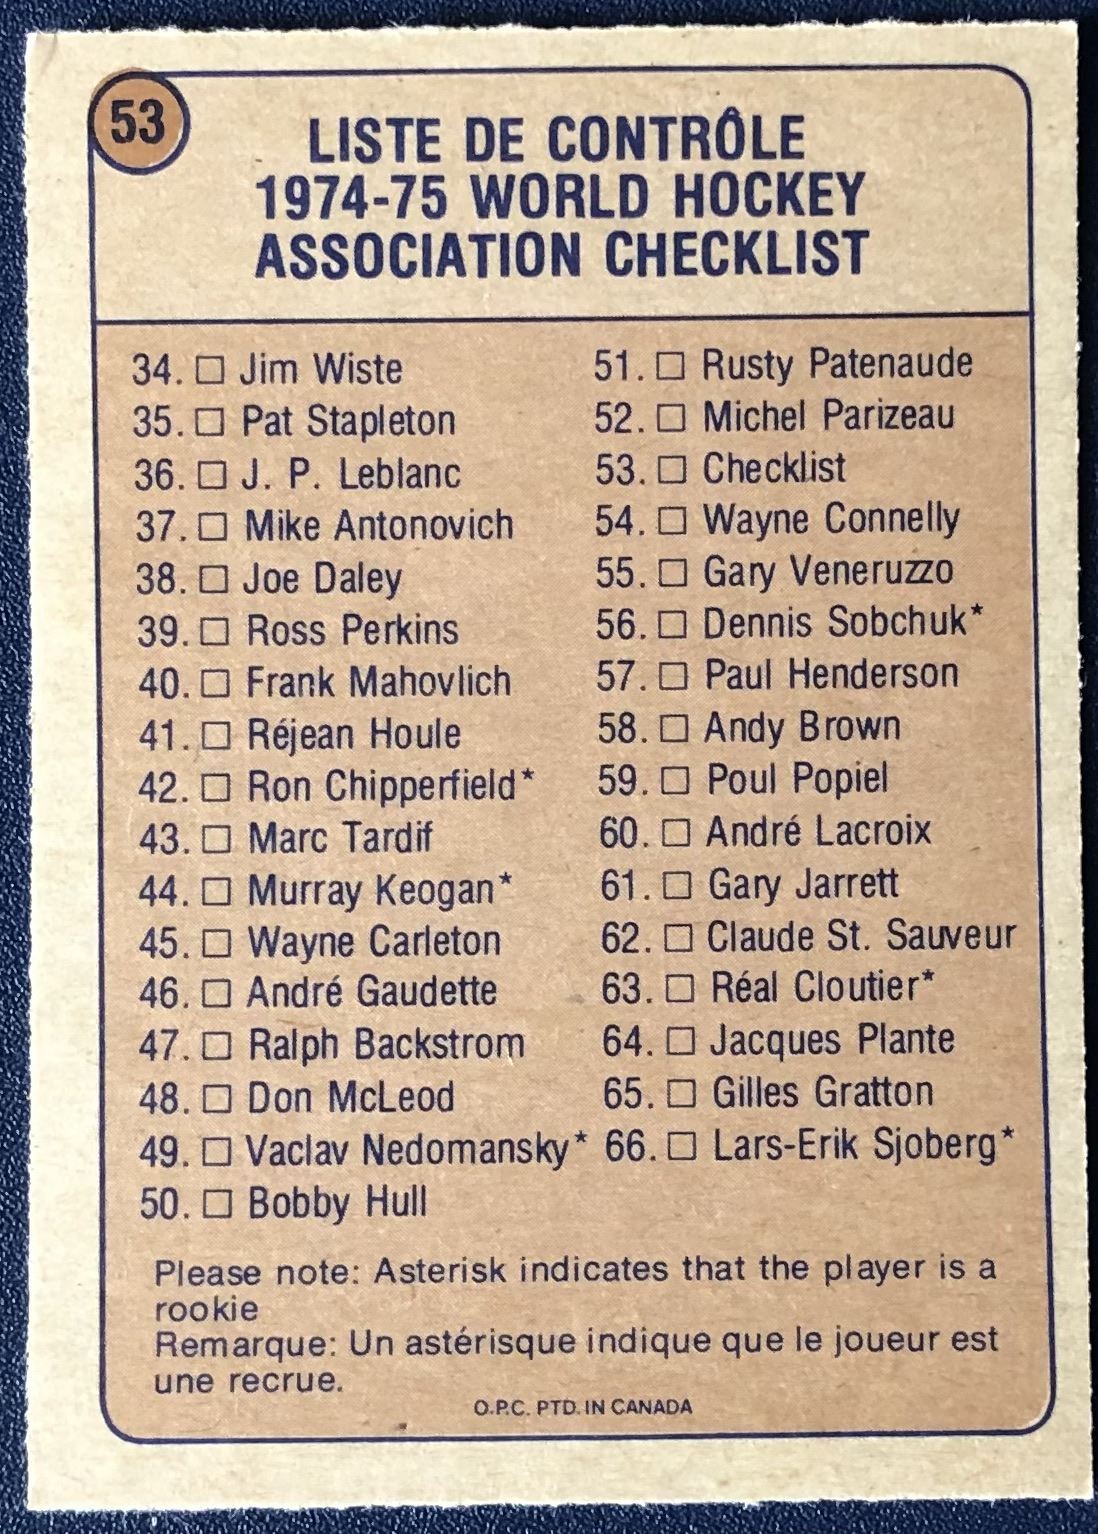 53
LISTE DE CONTRÔLE
1974-75 WORLD HOCKEY
ASSOCIATION CHECKLIST
34. □ Jim Wiste
35. □ Pat Stapleton
36. □ J. P. Leblanc
37. □ Mike Antonovich
38. □ Joe Daley
39. □ Ross Perkins
40. □ Frank Mahovlich
41. □ Réjean Houle
42. □ Ron Chipperfield*
43. □ Marc Tardif
44. □ Murray Keogan*
45. □ Wayne Carleton
46. □ André Gaudette
47. □ Ralph Backstrom
48. □ Don McLeod
49. □ Vaclav Nedomansky*
50. □ Bobby Hull
51. □ Rusty Patenaude
52. □ Michel Parizeau
53. □ Checklist
54. □ Wayne Connelly
55. □ Gary Veneruzzo
56. □ Dennis Sobchuk*
57. □ Paul Henderson
58. □ Andy Brown
59. □ Poul Popiel
60. □ André Lacroix
61. □ Gary Jarrett
62. □ Claude St. Sauveur
63. □ Réal Cloutier*
64. □ Jacques Plante
65. □ Gilles Gratton
66. □ Lars-Erik Sjoberg*
Please note: Asterisk indicates that the player is a
rookie
Remarque: Un astérisque indique que le joueur est
une recrue.
O.P.C. PTD. IN CANADA